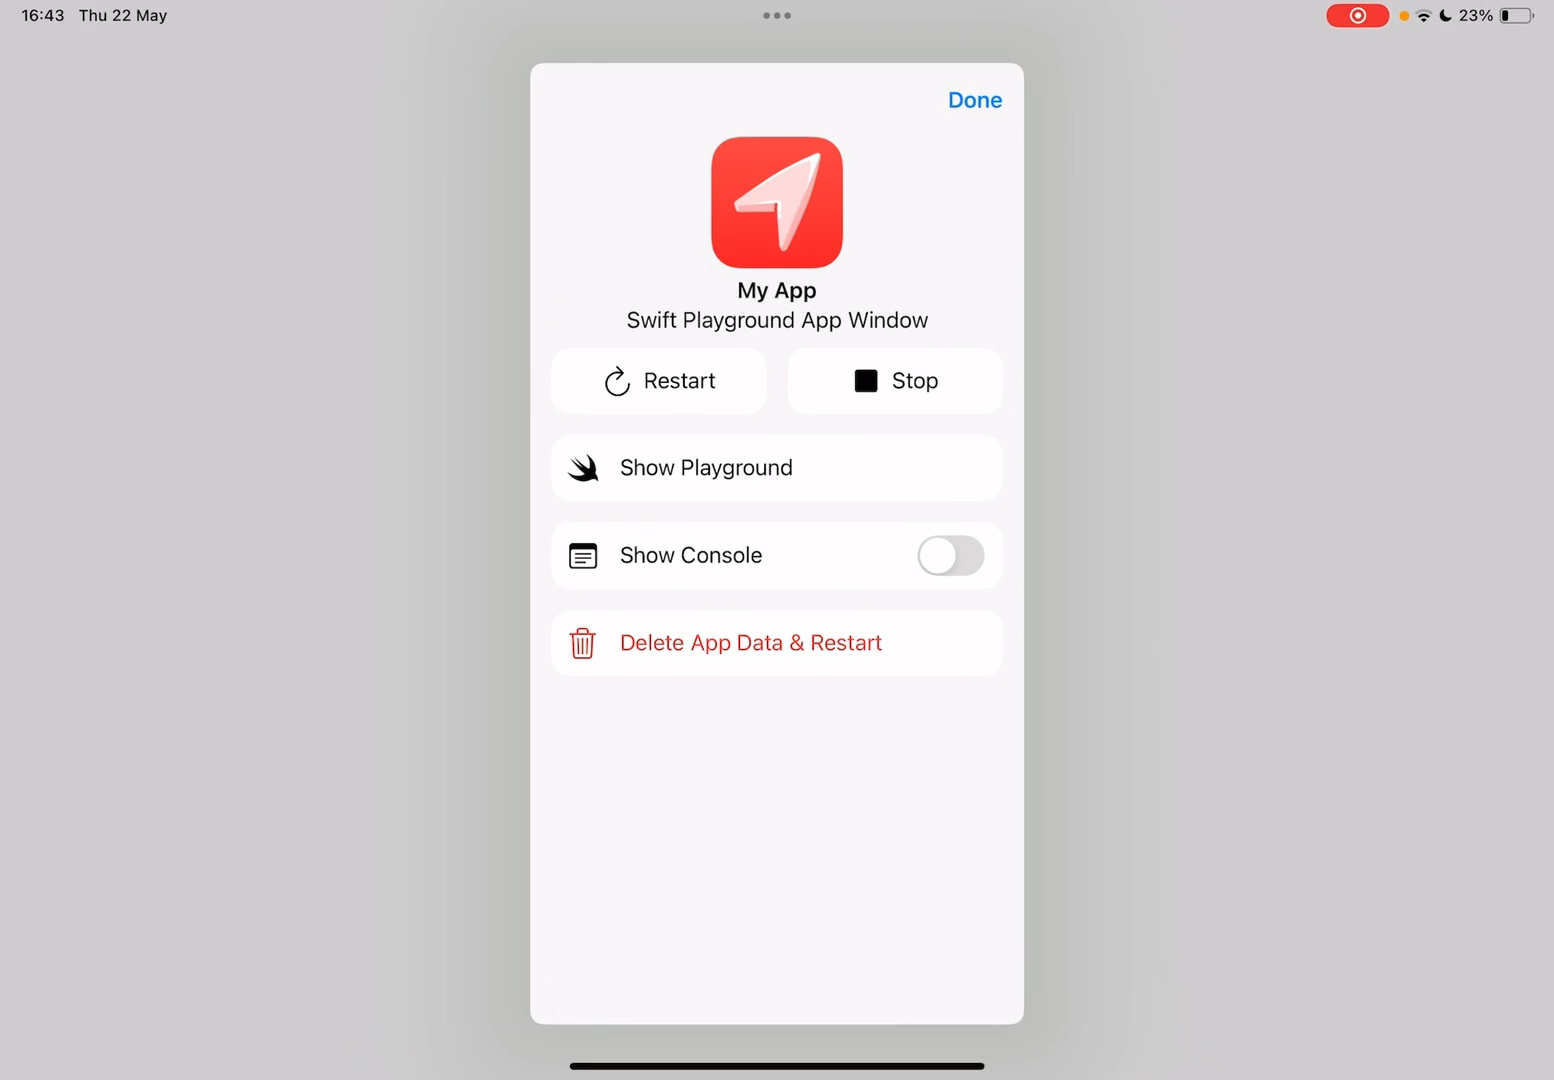 16:43 Thu 22 May
23%
Done
My App
Swift Playground App Window
Restart
Stop
Show Playground
Show Console
Delete App Data & Restart